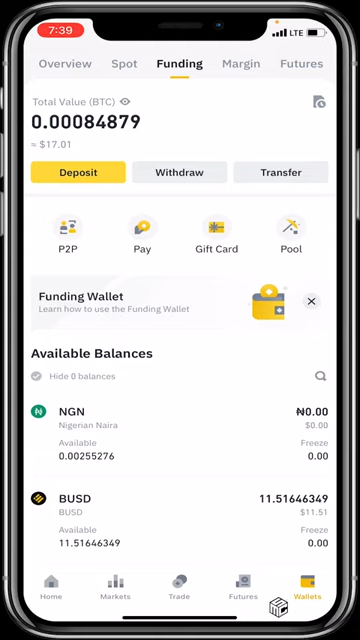 7:39
LTE
Overview Spot Funding Margin Futures
Total Value (BTC)
0.00084879
≈ $17.01
Deposit Withdraw Transfer
P2P Pay Gift Card Pool
Funding Wallet
Learn how to use the Funding Wallet
Available Balances
Hide 0 balances
NGN ₦0.00
Nigerian Naira $0.00
Available Freeze
0.00255276 0.00
BUSD 11.51646349
BUSD $11.51
Available Freeze
11.51646349 0.00
Home Markets Trade Futures Wallets